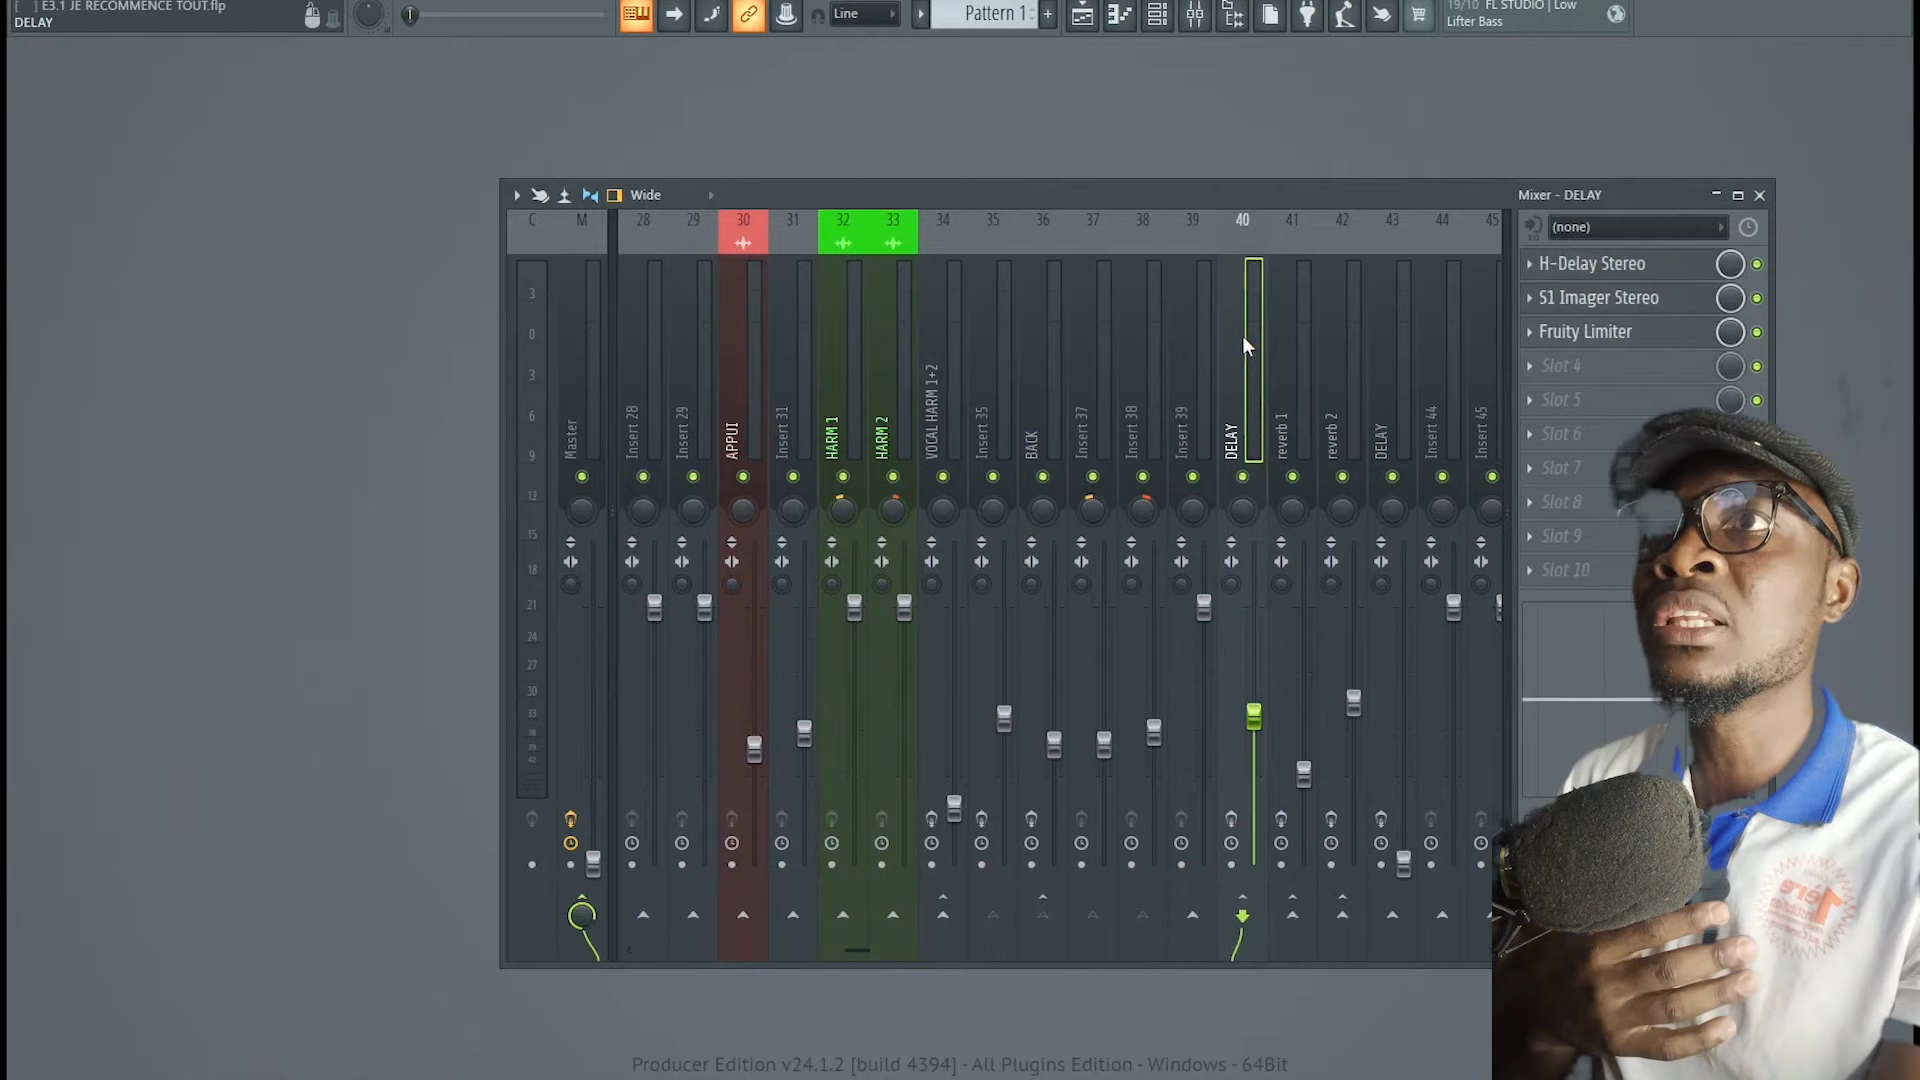 [ ] E3.1 JE RECOMMENCE TOUT.flp
DELAY
Line
Pattern 1
+
19/10 FL STUDIO | Low
Lifter Bass
Wide
Mixer - DELAY
C M 28 29 30 31 32 33 34 35 36 37 38 39 40 41 42 43 44 45
(none)
H-Delay Stereo
S1 Imager Stereo
Fruity Limiter
Slot 4
Slot 5
Slot 6
Slot 7
Slot 8
Slot 9
Slot 10
3
0
3
6
9
12
15
18
21
24
27
30
33
36
39
42
Master
Insert 28
Insert 29
APPUI
Insert 31
HARM 1
HARM 2
VOCAL HARM 1+2
Insert 35
BACK
Insert 37
Insert 38
Insert 39
DELAY
reverb 1
reverb 2
DELAY
Insert 44
Insert 45
1ère
Producer Edition v24.1.2 [build 4394] - All Plugins Edition - Windows - 64Bit